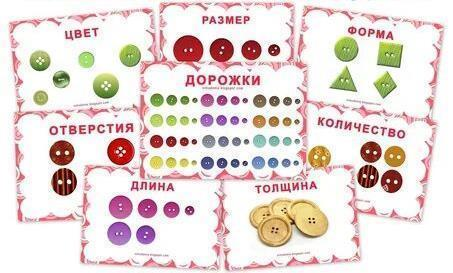 ЦВЕТ
РАЗМЕР
ФОРМА
ДОРОЖКИ
ОТВЕРСТИЯ
КОЛИЧЕСТВО
ДЛИНА
ТОЛЩИНА